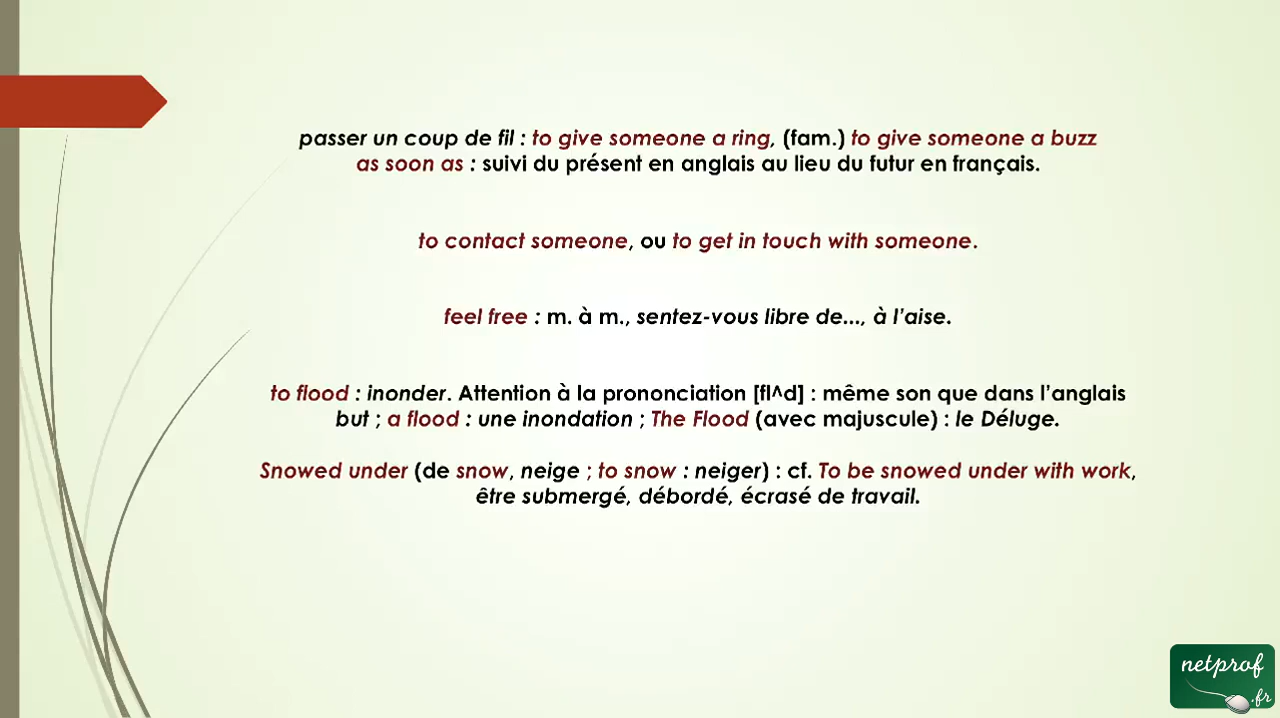 passer un coup de fil : to give someone a ring, (fam.) to give someone a buzz
as soon as : suivi du présent en anglais au lieu du futur en français.
to contact someone, ou to get in touch with someone.
feel free : m. à m., sentez-vous libre de..., à l’aise.
to flood : inonder. Attention à la prononciation [fl^d] : même son que dans l’anglais
but ; a flood : une inondation ; The Flood (avec majuscule) : le Déluge.
Snowed under (de snow, neige ; to snow : neiger) : cf. To be snowed under with work,
être submergé, débordé, écrasé de travail.
netprof
.fr